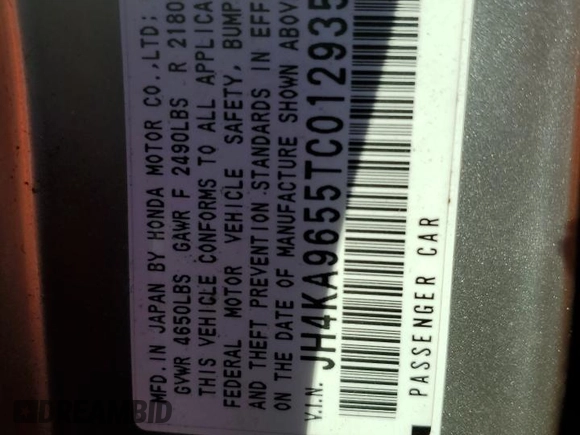 MFD.IN JAPAN BY HONDA MOTOR CO.,LTD:
GVWR 4650LBS GAWR F 2490LBS R 2180
THIS VEHICLE CONFORMS TO ALL APPLICA
FEDERAL MOTOR VEHICLE SAFETY, BUMP
AND THEFT PREVENTION STANDARDS IN EFF
ON THE DATE OF MANUFACTURE SHOWN ABOV
V.I.N. JH4KA9655TC012935
PASSENGER CAR
DREAMBID